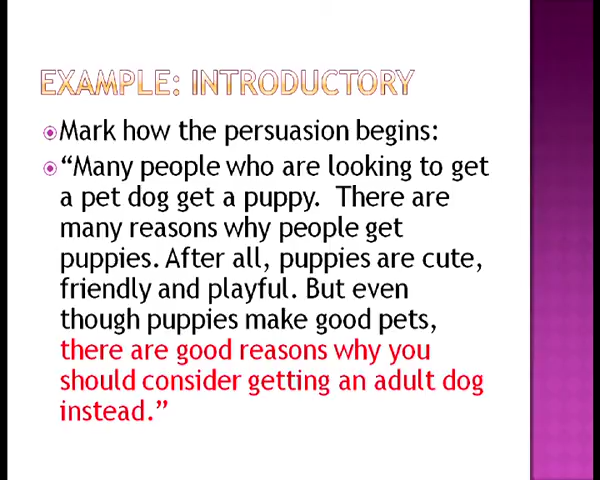 EXAMPLE: INTRODUCTORY
Mark how the persuasion begins:
“Many people who are looking to get
a pet dog get a puppy.  There are
many reasons why people get
puppies. After all, puppies are cute,
friendly and playful. But even
though puppies make good pets,
there are good reasons why you
should consider getting an adult dog
instead.”